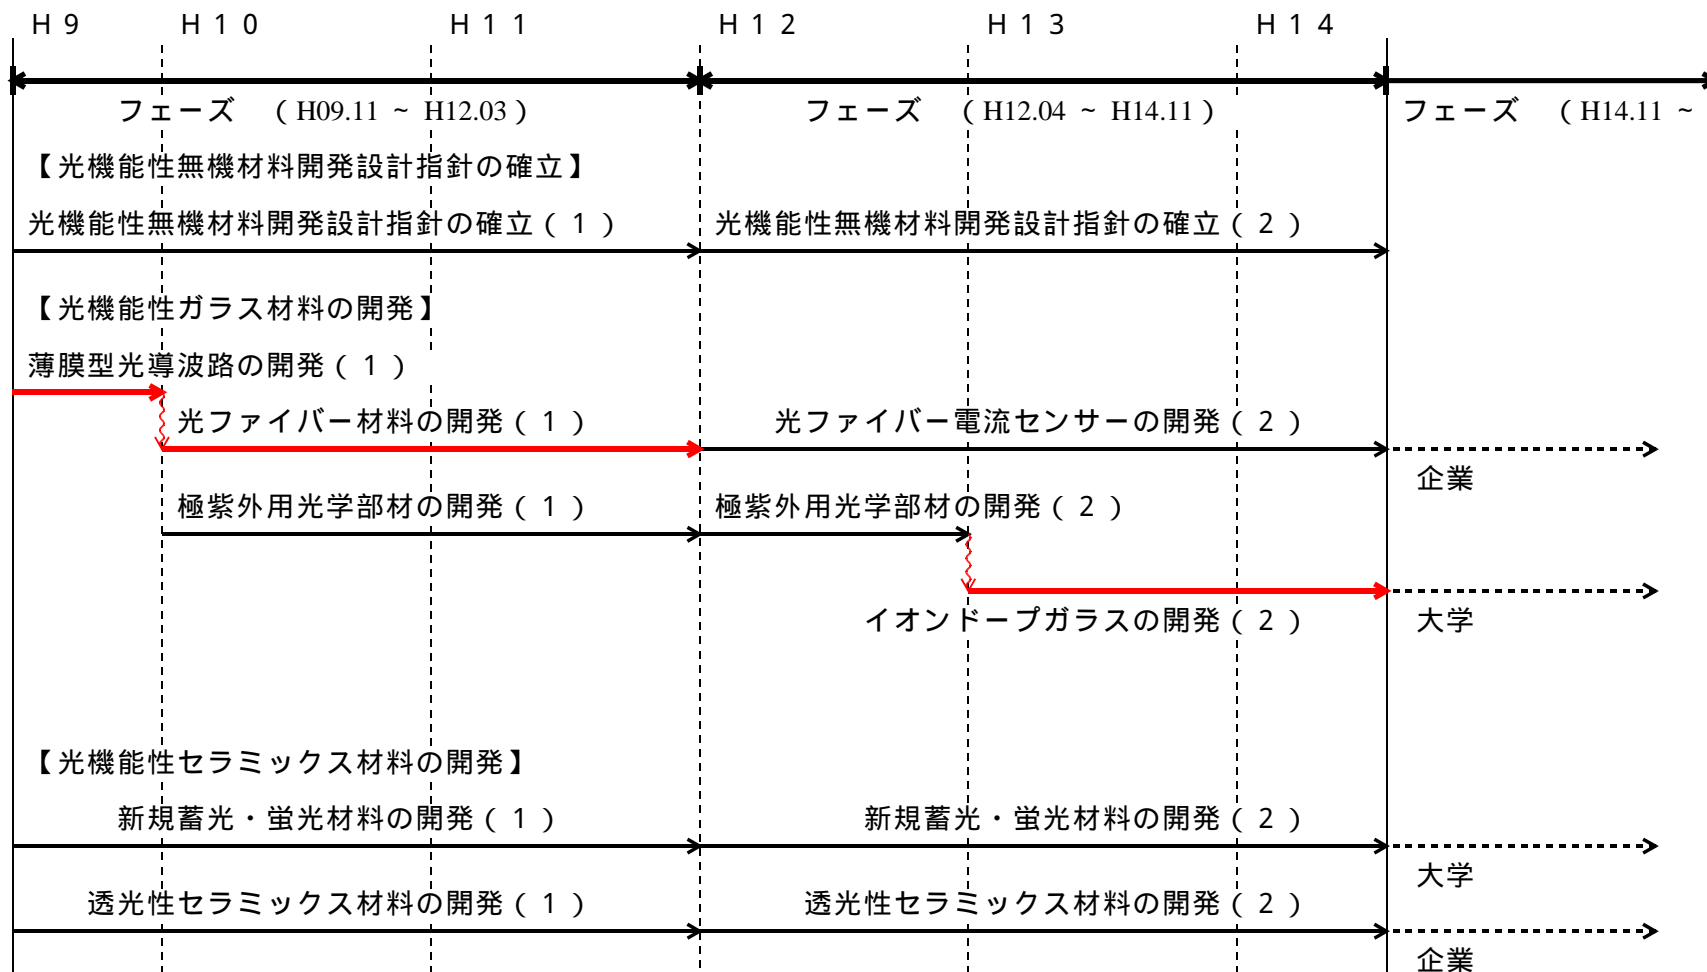 Ｈ９ Ｈ１０ Ｈ１１ Ｈ１２ Ｈ１３ Ｈ１４
フェーズ （H09.11 ~ H12.03） フェーズ （H12.04 ~ H14.11） フェーズ （H14.11 ~
【光機能性無機材料開発設計指針の確立】
光機能性無機材料開発設計指針の確立（１） 光機能性無機材料開発設計指針の確立（２）
【光機能性ガラス材料の開発】
薄膜型光導波路の開発（１）
光ファイバー材料の開発（１） 光ファイバー電流センサーの開発（２）
企業
極紫外用光学部材の開発（１） 極紫外用光学部材の開発（２）
イオンドープガラスの開発（２） 大学
【光機能性セラミックス材料の開発】
新規蓄光・蛍光材料の開発（１） 新規蓄光・蛍光材料の開発（２）
大学
透光性セラミックス材料の開発（１） 透光性セラミックス材料の開発（２）
企業